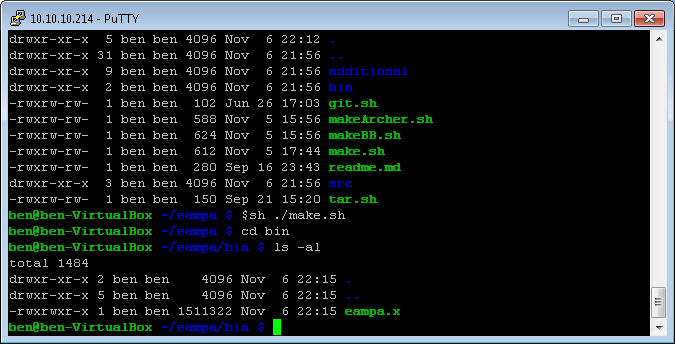 10.10.10.214 - PuTTY
drwxr-xr-x  5 ben ben 4096 Nov  6 22:12 .
drwxr-xr-x 31 ben ben 4096 Nov  6 21:56 ..
drwxr-xr-x  9 ben ben 4096 Nov  6 21:56 additional
drwxr-xr-x  2 ben ben 4096 Nov  6 21:56 bin
-rwxrw-rw-  1 ben ben  102 Jun 26 17:03 git.sh
-rwxrw-rw-  1 ben ben  588 Nov  5 15:56 makeArcher.sh
-rwxrw-rw-  1 ben ben  624 Nov  5 15:56 makeBB.sh
-rwxrw-rw-  1 ben ben  612 Nov  5 17:44 make.sh
-rwxrw-rw-  1 ben ben  280 Sep 16 23:43 readme.md
drwxr-xr-x  3 ben ben 4096 Nov  6 21:56 src
-rwxrw-rw-  1 ben ben  150 Sep 21 15:20 tar.sh
ben@ben-VirtualBox ~/eampa $ $sh ./make.sh
ben@ben-VirtualBox ~/eampa $ cd bin
ben@ben-VirtualBox ~/eampa/bin $ ls -al
total 1484
drwxr-xr-x 2 ben ben    4096 Nov  6 22:15 .
drwxr-xr-x 5 ben ben    4096 Nov  6 22:15 ..
-rwxrwxr-x 1 ben ben 1511322 Nov  6 22:15 eampa.x
ben@ben-VirtualBox ~/eampa/bin $